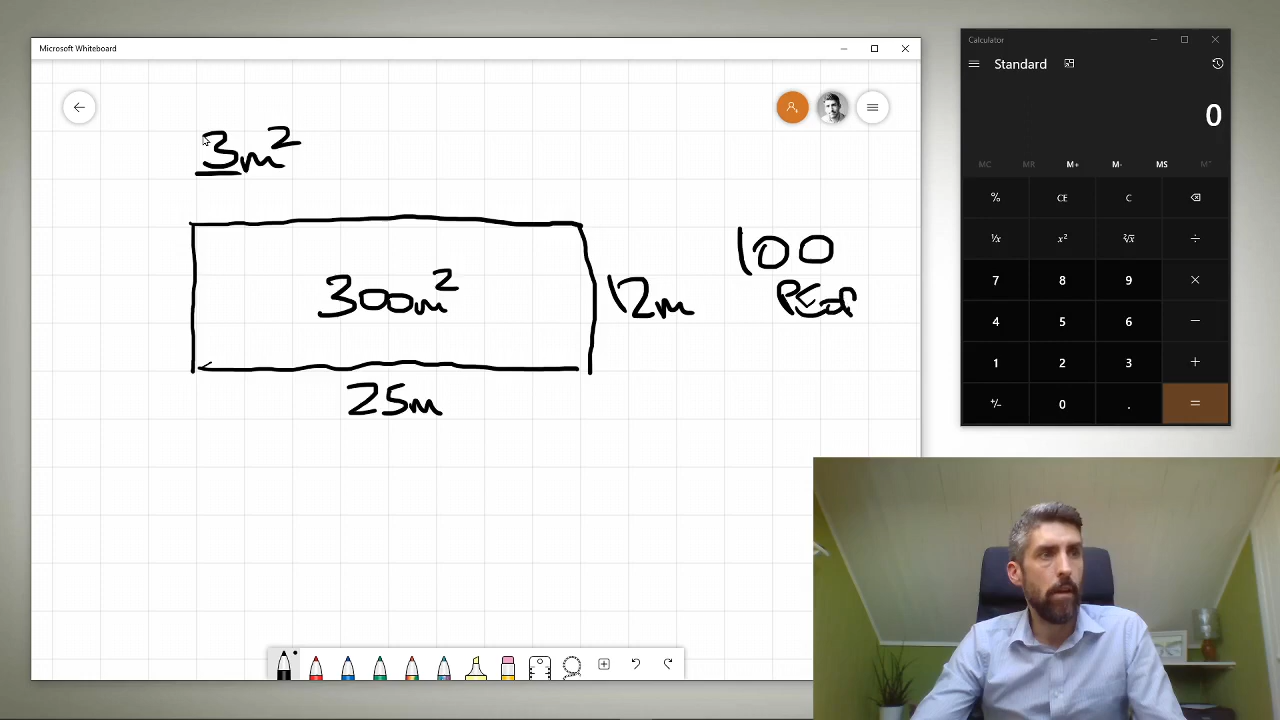 Microsoft Whiteboard
3m²
300m²
12m
25m
100
Calculator
Standard
0
MC MR M+ M- MS M˅
% CE C
¹/x x² ²√x ÷
7 8 9 ×
4 5 6 −
1 2 3 +
+/− 0 . =